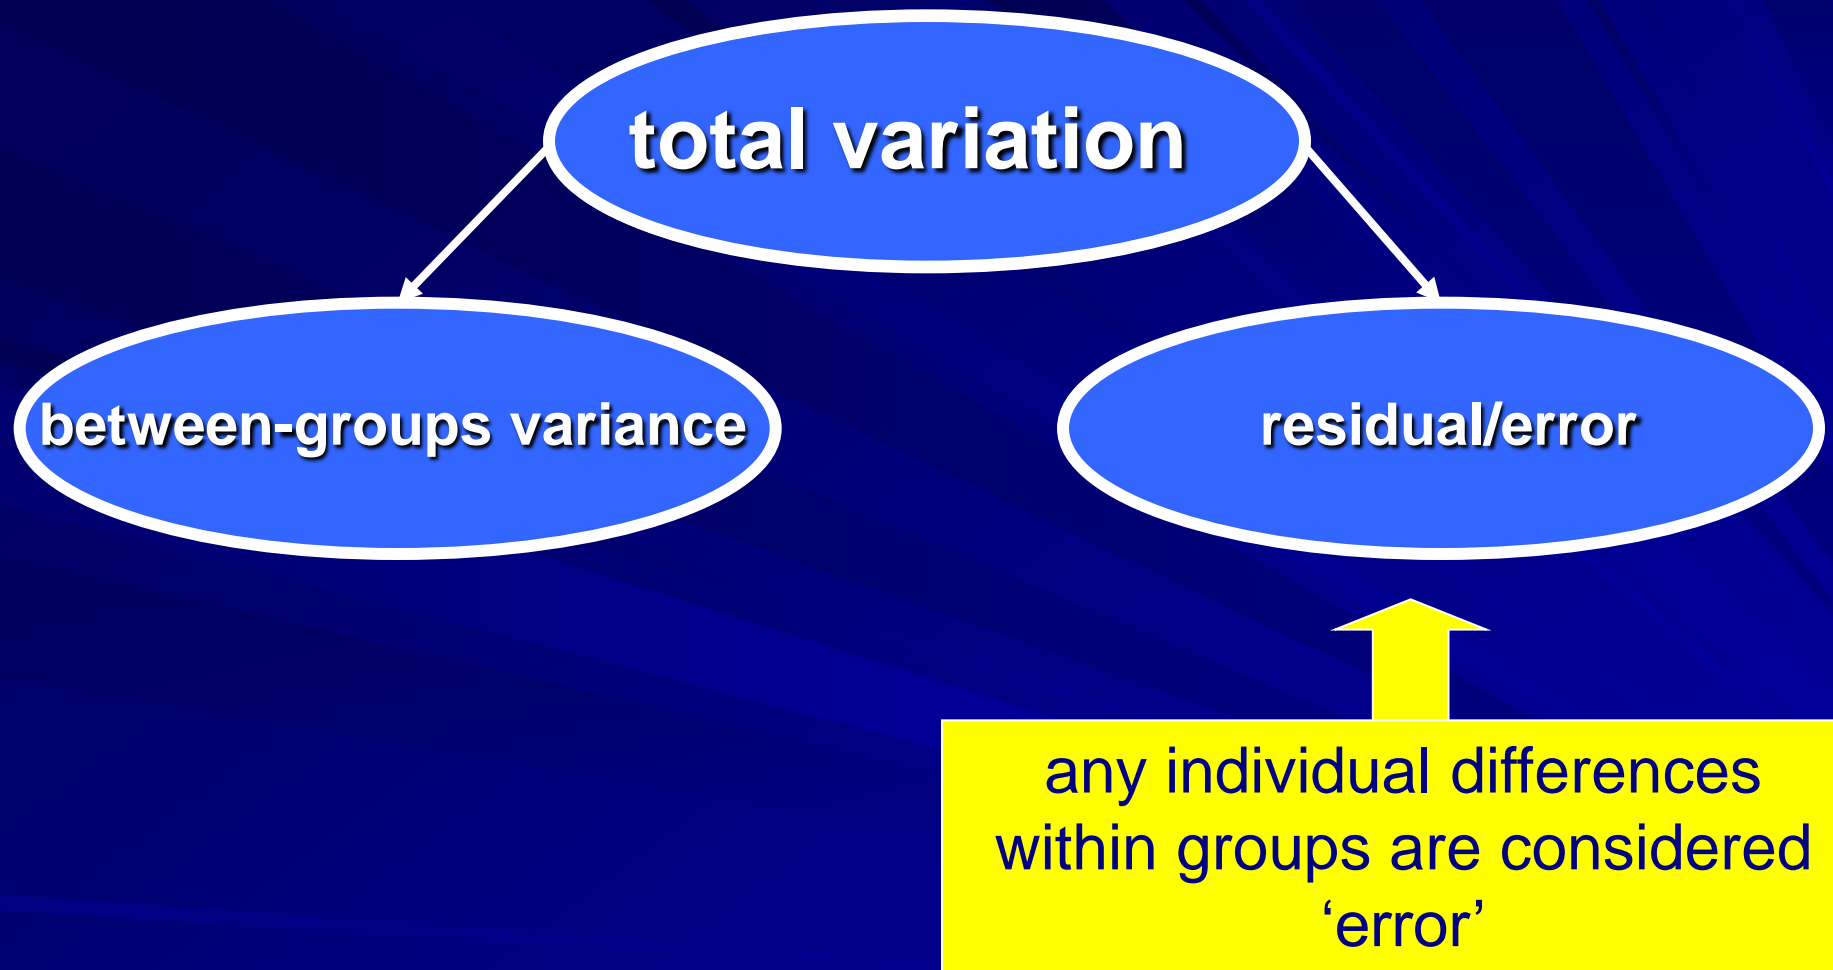 total variation
between-groups variance
residual/error
any individual differences
within groups are considered
‘error’